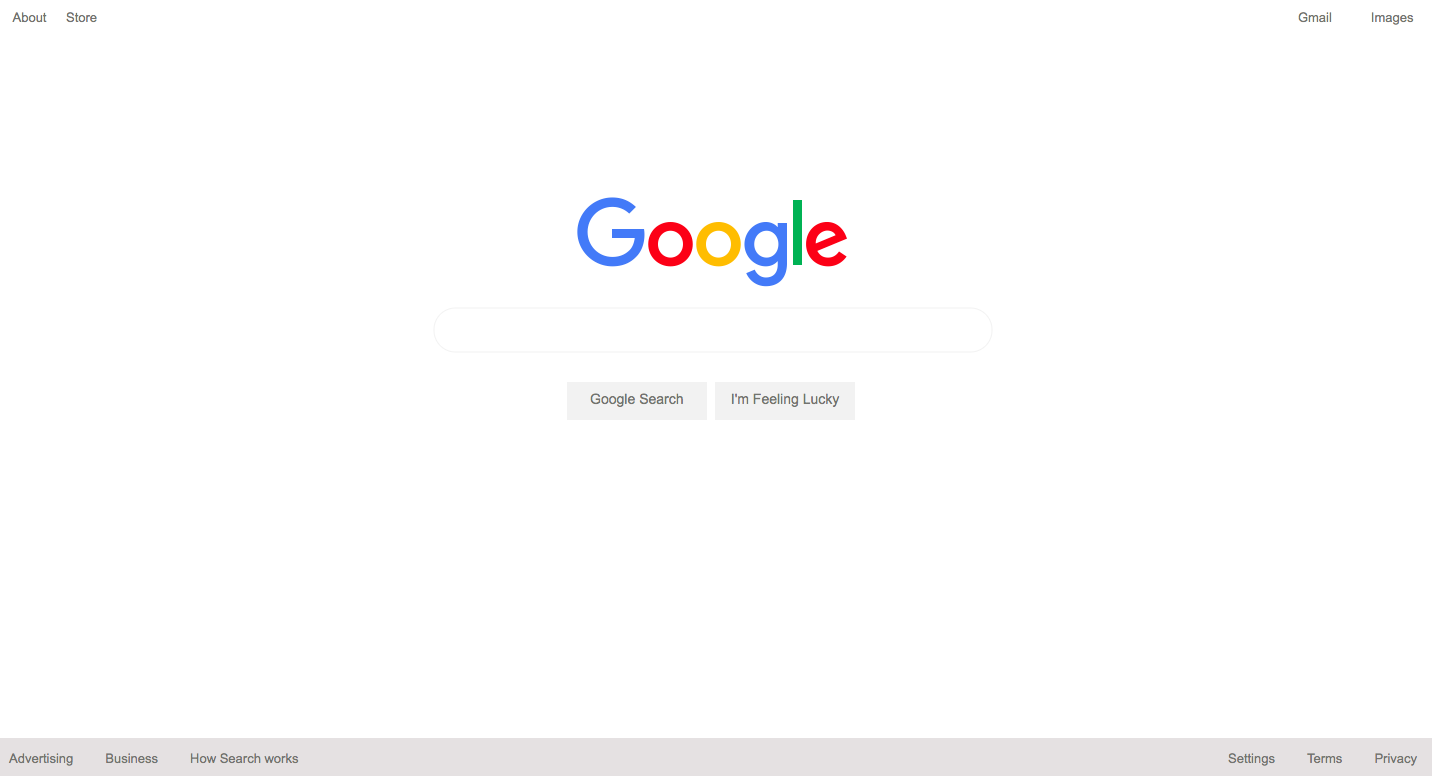 About Store Gmail Images
Google
Google Search I'm Feeling Lucky
Advertising Business How Search works Settings Terms Privacy